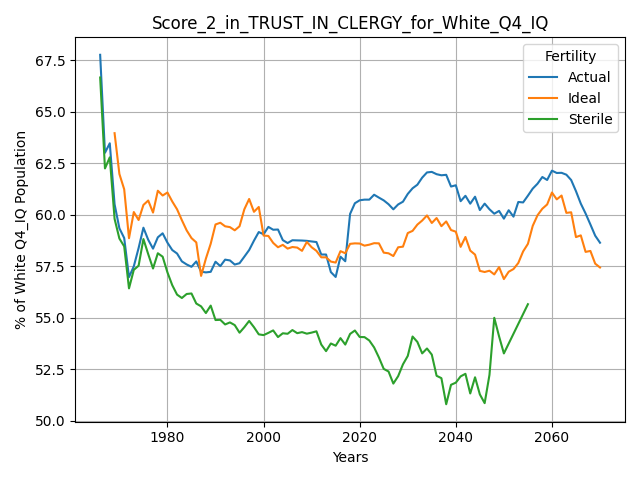 Score_2_in_TRUST_IN_CLERGY_for_White_Q4_IQ
Fertility
Actual
Ideal
Sterile
% of White Q4_IQ Population
67.5
65.0
62.5
60.0
57.5
55.0
52.5
50.0
1980 2000 2020 2040 2060
Years